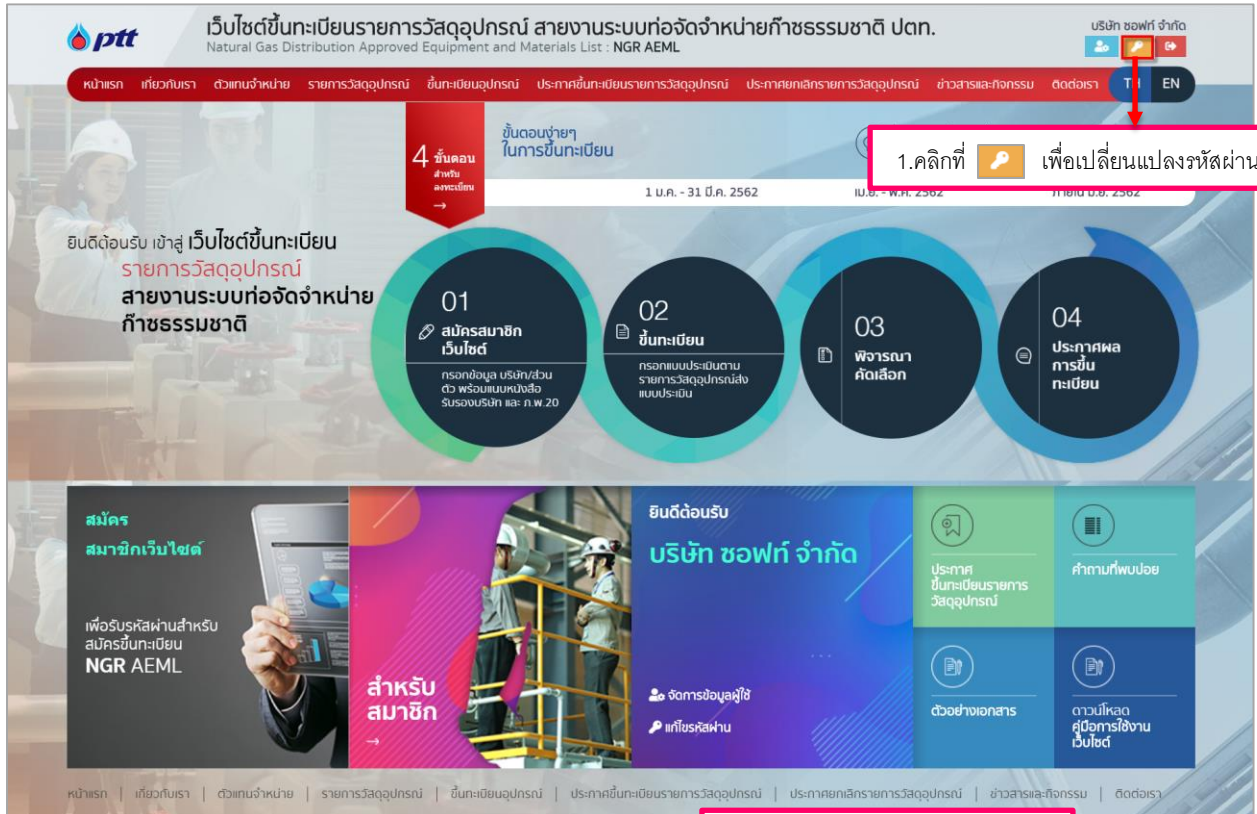 ptt
เว็บไซต์ขึ้นทะเบียนรายการวัสดุอุปกรณ์ สายงานระบบท่อจัดจำหน่ายก๊าซธรรมชาติ ปตท.
Natural Gas Distribution Approved Equipment and Materials List : NGR AEML
บริษัท ซอฟท์ จำกัด
หน้าแรก เกี่ยวกับเรา ตัวแทนจำหน่าย รายการวัสดุอุปกรณ์ ขึ้นทะเบียนอุปกรณ์ ประกาศขึ้นทะเบียนรายการวัสดุอุปกรณ์ ประกาศยกเลิกรายการวัสดุอุปกรณ์ ข่าวสารและกิจกรรม ติดต่อเรา TH EN
4 ขั้นตอน
สำหรับ
ลงทะเบียน
→
ขั้นตอนง่ายๆ
ในการขึ้นทะเบียน
1.คลิกที่ เพื่อเปลี่ยนแปลงรหัสผ่าน
1 ม.ค. - 31 มี.ค. 2562 เม.ย. - พ.ค. 2562 ภายใน มิ.ย. 2562
ยินดีต้อนรับ เข้าสู่ เว็บไซต์ขึ้นทะเบียน
รายการวัสดุอุปกรณ์
สายงานระบบท่อจัดจำหน่าย
ก๊าซธรรมชาติ
01
สมัครสมาชิก
เว็บไซต์
กรอกข้อมูล บริษัท/ส่วน
ตัว พร้อมแนบหนังสือ
รับรองบริษัท และ ภ.พ.20
02
ขึ้นทะเบียน
กรอกแบบประเมินตาม
รายการวัสดุอุปกรณ์ส่ง
แบบประเมิน
03
พิจารณา
คัดเลือก
04
ประกาศผล
การขึ้น
ทะเบียน
สมัคร
สมาชิกเว็บไซต์
เพื่อรับรหัสผ่านสำหรับ
สมัครขึ้นทะเบียน
NGR AEML
สำหรับ
สมาชิก
→
ยินดีต้อนรับ
บริษัท ซอฟท์ จำกัด
จัดการข้อมูลผู้ใช้
แก้ไขรหัสผ่าน
ประกาศ
ขึ้นทะเบียนรายการ
วัสดุอุปกรณ์
คำถามที่พบบ่อย
ตัวอย่างเอกสาร
ดาวน์โหลด
คู่มือการใช้งาน
เว็บไซต์
หน้าแรก | เกี่ยวกับเรา | ตัวแทนจำหน่าย | รายการวัสดุอุปกรณ์ | ขึ้นทะเบียนอุปกรณ์ | ประกาศขึ้นทะเบียนรายการวัสดุอุปกรณ์ | ประกาศยกเลิกรายการวัสดุอุปกรณ์ | ข่าวสารและกิจกรรม | ติดต่อเรา